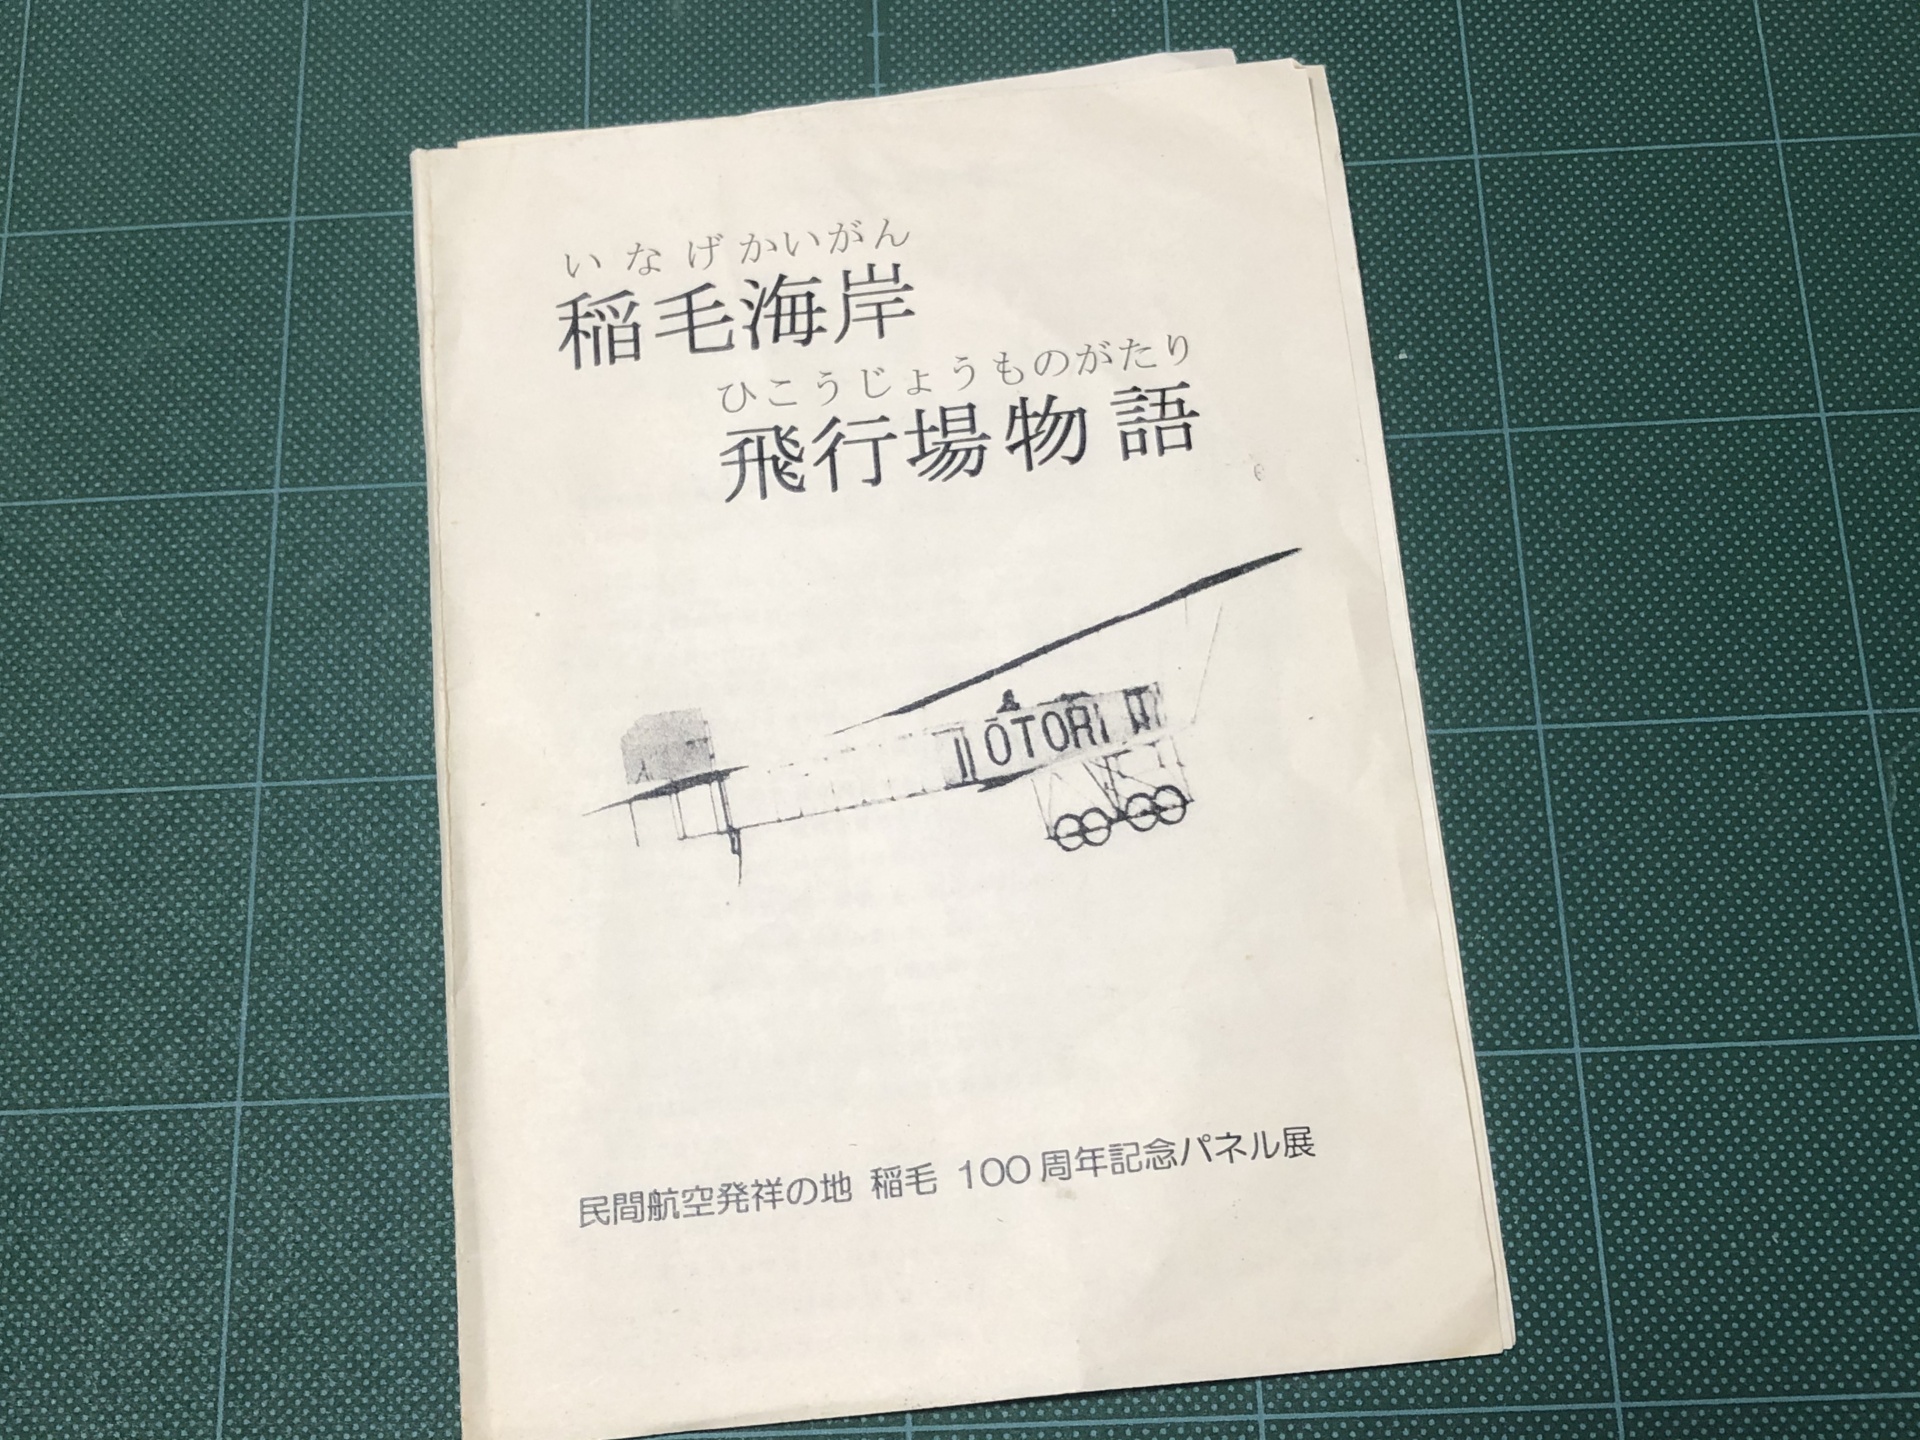 いなげかいがん
稲毛海岸
ひこうじょうものがたり
飛行場物語
OTORI
民間航空発祥の地 稲毛 100周年記念パネル展